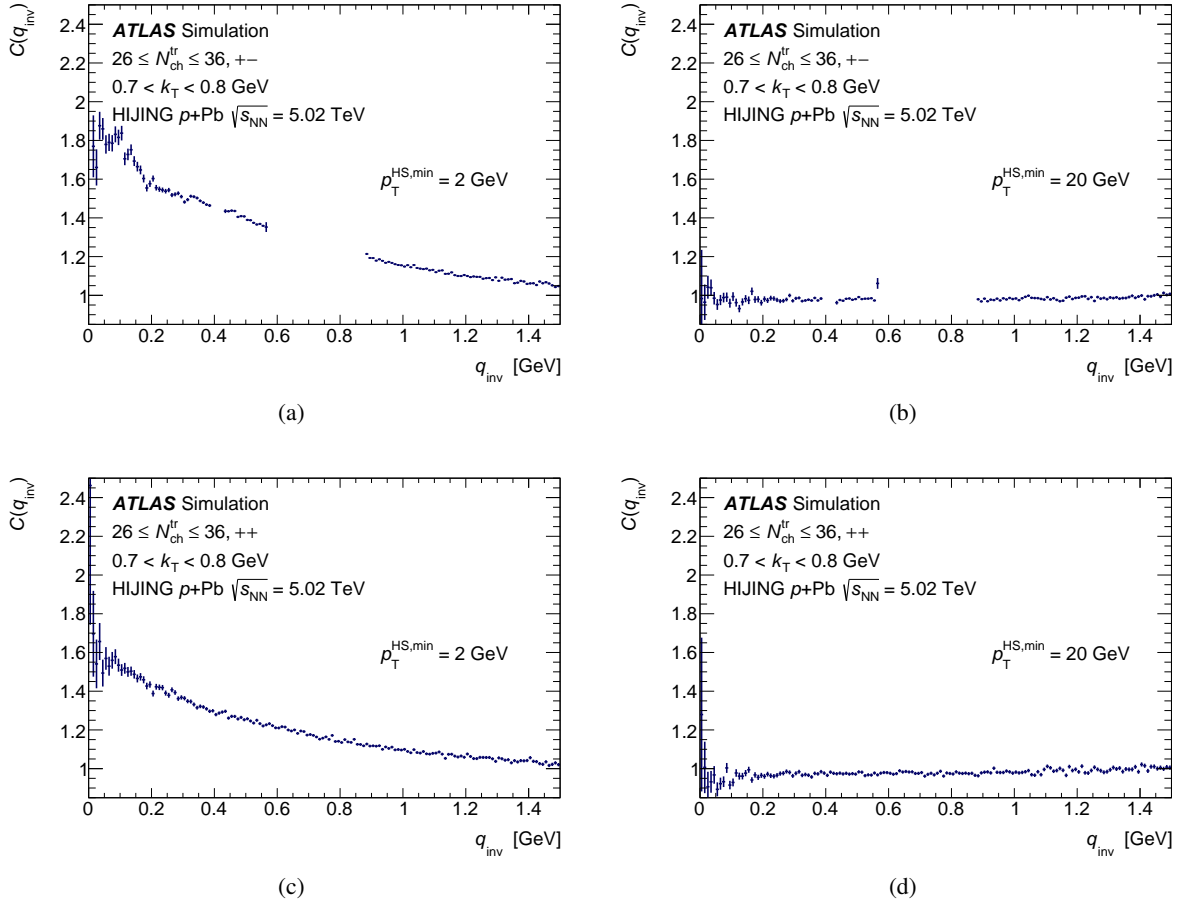 C(q_inv)
2.4
2.2
2
1.8
1.6
1.4
1.2
1
ATLAS Simulation
26 ≤ N_ch^tr ≤ 36, +−
0.7 < k_T < 0.8 GeV
HIJING p+Pb √s_NN = 5.02 TeV
p_T^HS,min = 2 GeV
0 0.2 0.4 0.6 0.8 1 1.2 1.4
q_inv [GeV]
(a)
C(q_inv)
2.4
2.2
2
1.8
1.6
1.4
1.2
1
ATLAS Simulation
26 ≤ N_ch^tr ≤ 36, +−
0.7 < k_T < 0.8 GeV
HIJING p+Pb √s_NN = 5.02 TeV
p_T^HS,min = 20 GeV
0 0.2 0.4 0.6 0.8 1 1.2 1.4
q_inv [GeV]
(b)
C(q_inv)
2.4
2.2
2
1.8
1.6
1.4
1.2
1
ATLAS Simulation
26 ≤ N_ch^tr ≤ 36, ++
0.7 < k_T < 0.8 GeV
HIJING p+Pb √s_NN = 5.02 TeV
p_T^HS,min = 2 GeV
0 0.2 0.4 0.6 0.8 1 1.2 1.4
q_inv [GeV]
(c)
C(q_inv)
2.4
2.2
2
1.8
1.6
1.4
1.2
1
ATLAS Simulation
26 ≤ N_ch^tr ≤ 36, ++
0.7 < k_T < 0.8 GeV
HIJING p+Pb √s_NN = 5.02 TeV
p_T^HS,min = 20 GeV
0 0.2 0.4 0.6 0.8 1 1.2 1.4
q_inv [GeV]
(d)